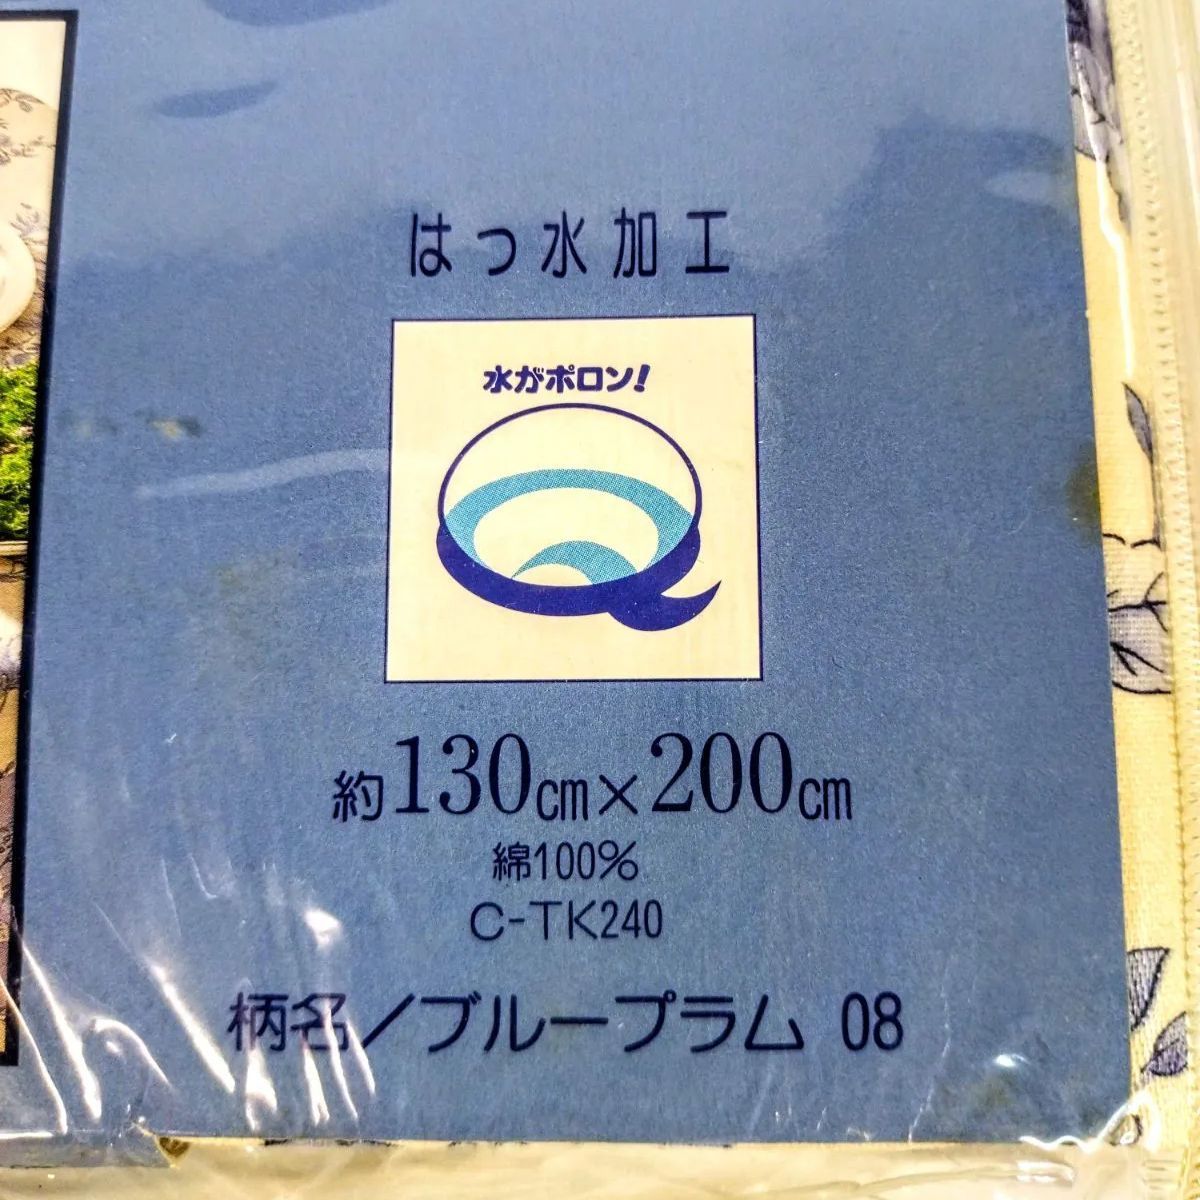 はっ水加工
水がポロン!
約130cm×200cm
綿100%
C-TK240
柄名/ブループラム 08